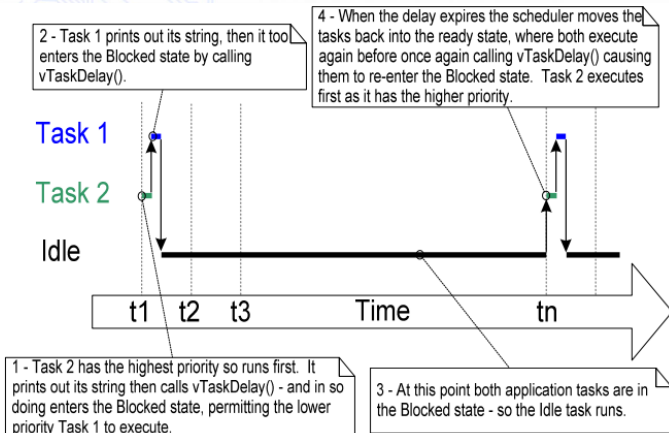 2 - Task 1 prints out its string, then it too
enters the Blocked state by calling
vTaskDelay().
4 - When the delay expires the scheduler moves the
tasks back into the ready state, where both execute
again before once again calling vTaskDelay() causing
them to re-enter the Blocked state. Task 2 executes
first as it has the higher priority.
Task 1
Task 2
Idle
t1 t2 t3 Time tn
1 - Task 2 has the highest priority so runs first. It
prints out its string then calls vTaskDelay() - and in so
doing enters the Blocked state, permitting the lower
priority Task 1 to execute.
3 - At this point both application tasks are in
the Blocked state - so the Idle task runs.